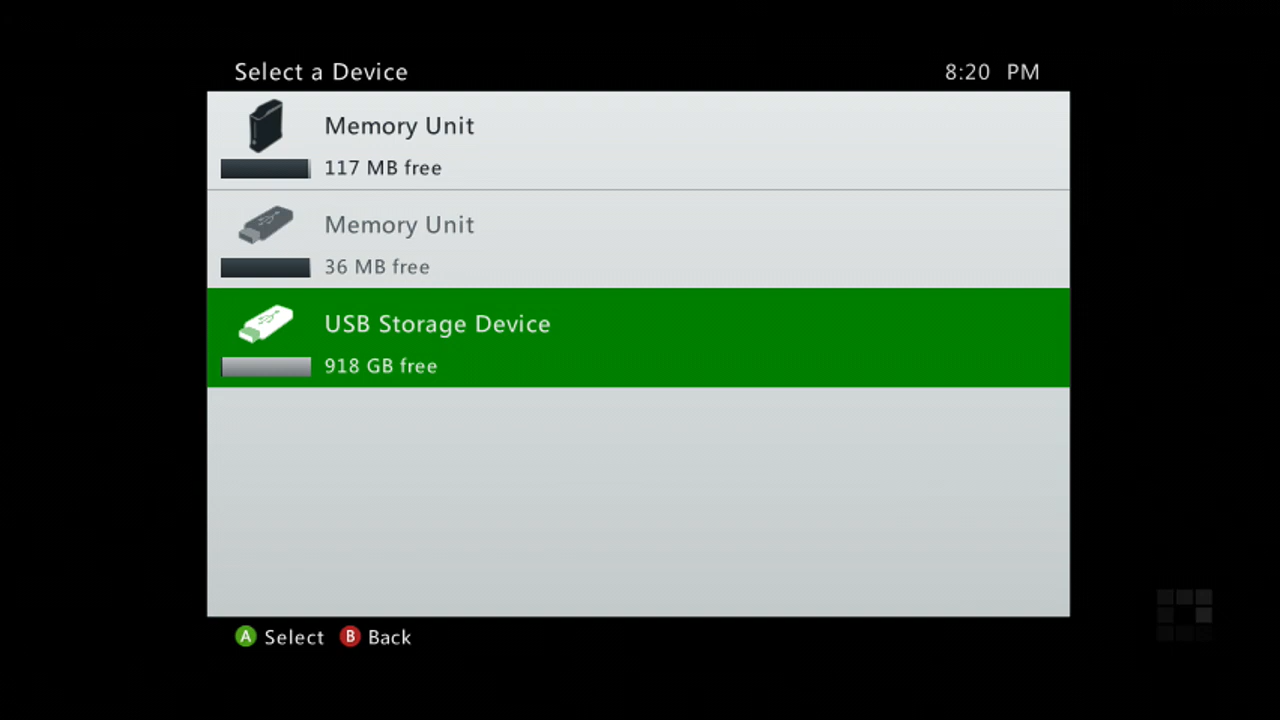 Select a Device
8:20 PM
Memory Unit
117 MB free
Memory Unit
36 MB free
USB Storage Device
918 GB free
A Select B Back